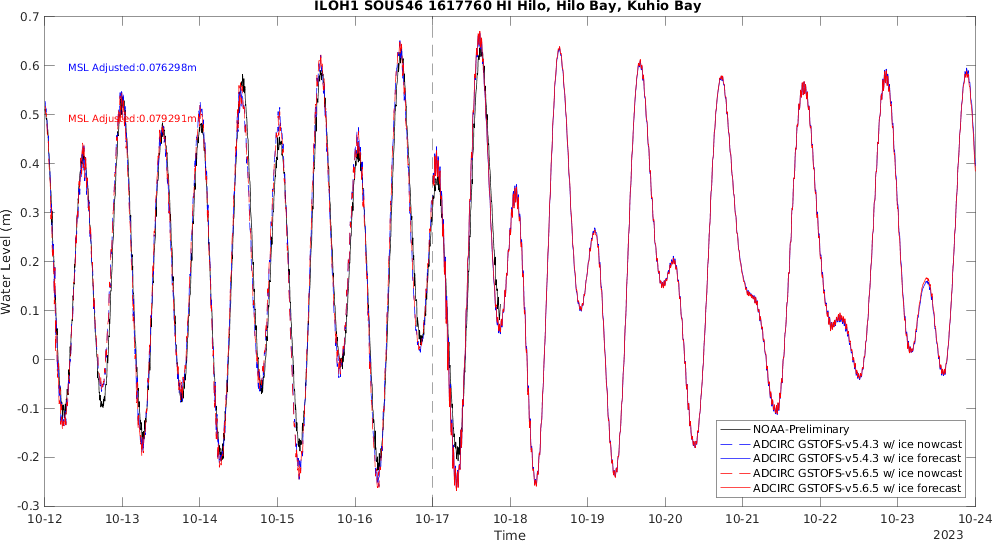 ILOH1 SOUS46 1617760 HI Hilo, Hilo Bay, Kuhio Bay
0.7
0.6
0.5
0.4
0.3
0.2
0.1
0
-0.1
-0.2
-0.3
Water Level (m)
MSL Adjusted:0.076298m
MSL Adjusted:0.079291m
NOAA-Preliminary
ADCIRC GSTOFS-v5.4.3 w/ ice nowcast
ADCIRC GSTOFS-v5.4.3 w/ ice forecast
ADCIRC GSTOFS-v5.6.5 w/ ice nowcast
ADCIRC GSTOFS-v5.6.5 w/ ice forecast
10-12 10-13 10-14 10-15 10-16 10-17 10-18 10-19 10-20 10-21 10-22 10-23 10-24
Time
2023